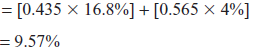 = [0.435 × 16.8%] + [0.565 × 4%]
= 9.57%